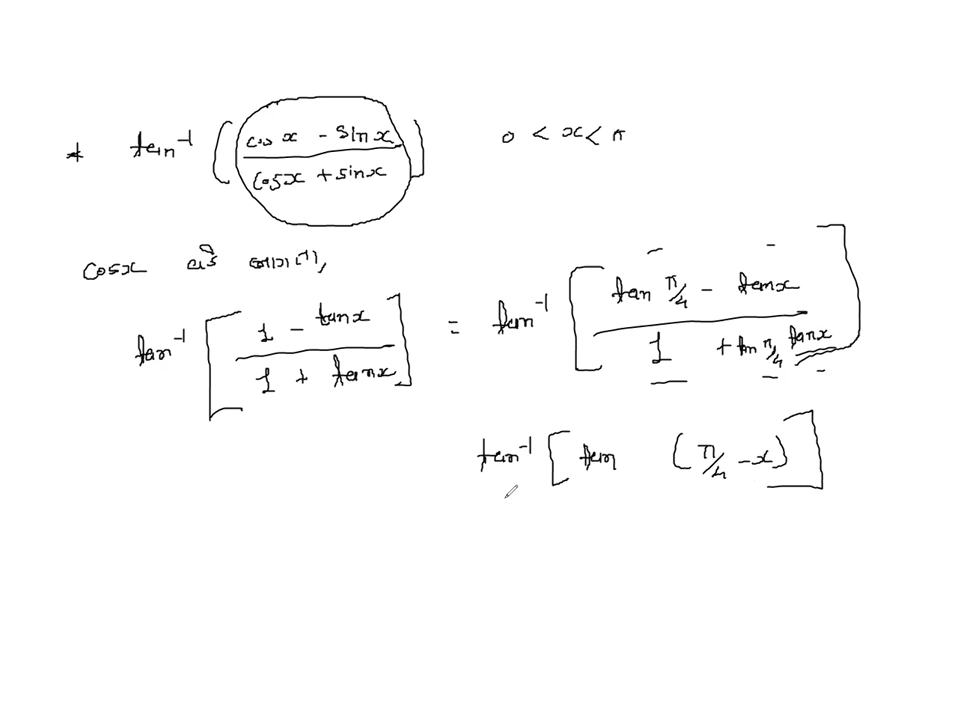 * tan⁻¹ ( (cos x - sin x) / (cos x + sin x) )  0 < x < π
cosx
tan⁻¹ [ (1 - tan x) / (1 + tan x) ] = tan⁻¹ [ (tan π/4 - tan x) / (1 + tan π/4 tan x) ]
tan⁻¹ [ tan (π/4 - x) ]